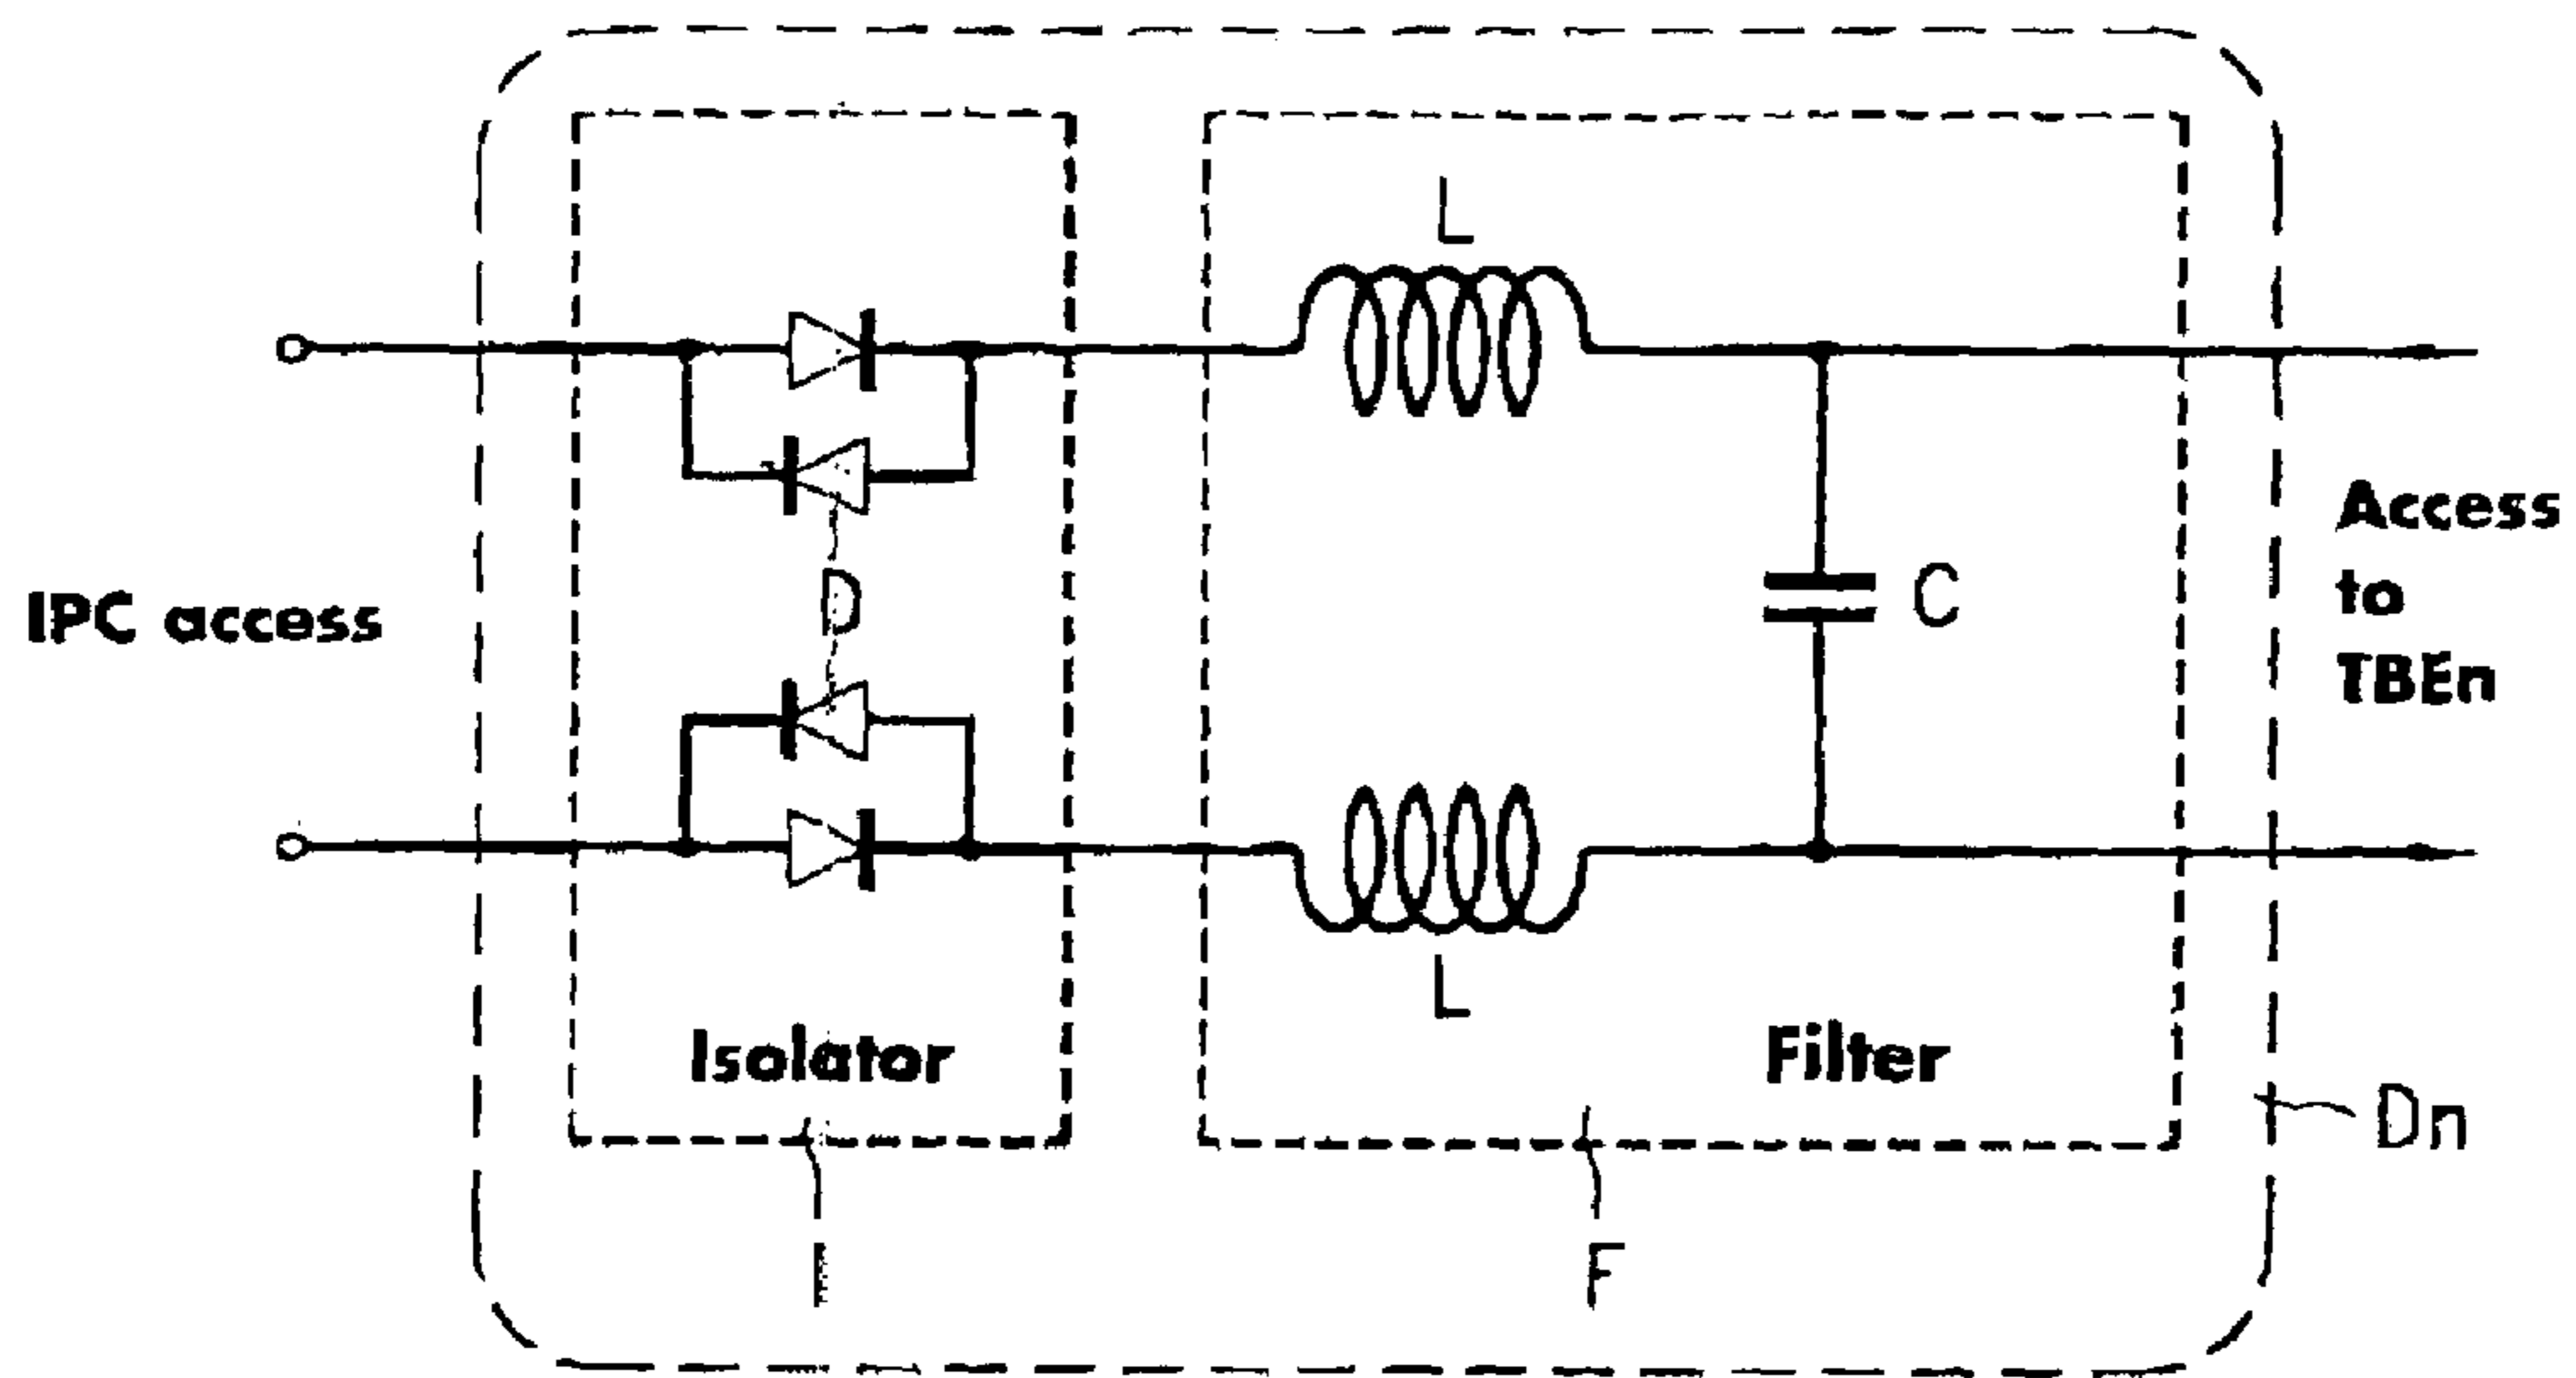 L
IPC access
D
C
Access
to
TBEn
L
Isolator
Filter
Dn
I
F